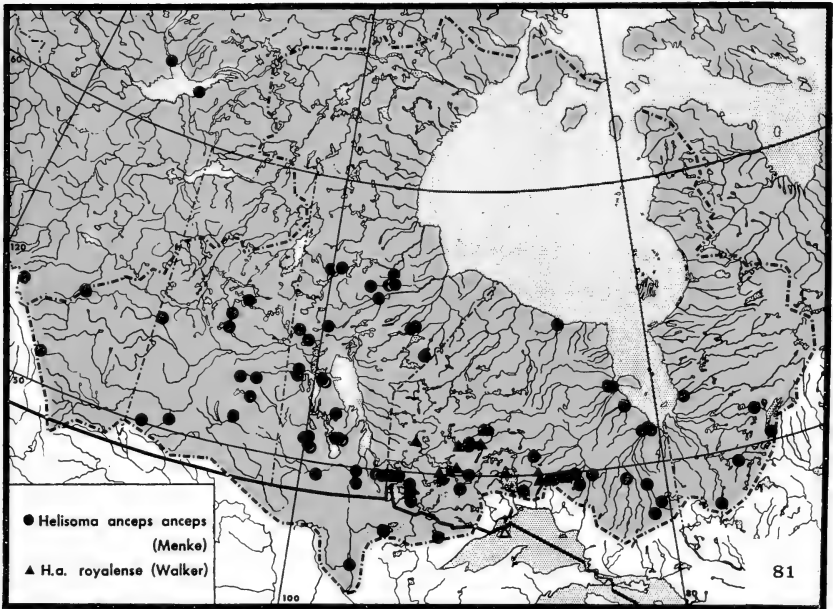 60
120
50
● Helisoma anceps anceps
(Menke)
▲ H.a. royalense (Walker)
100
80
81